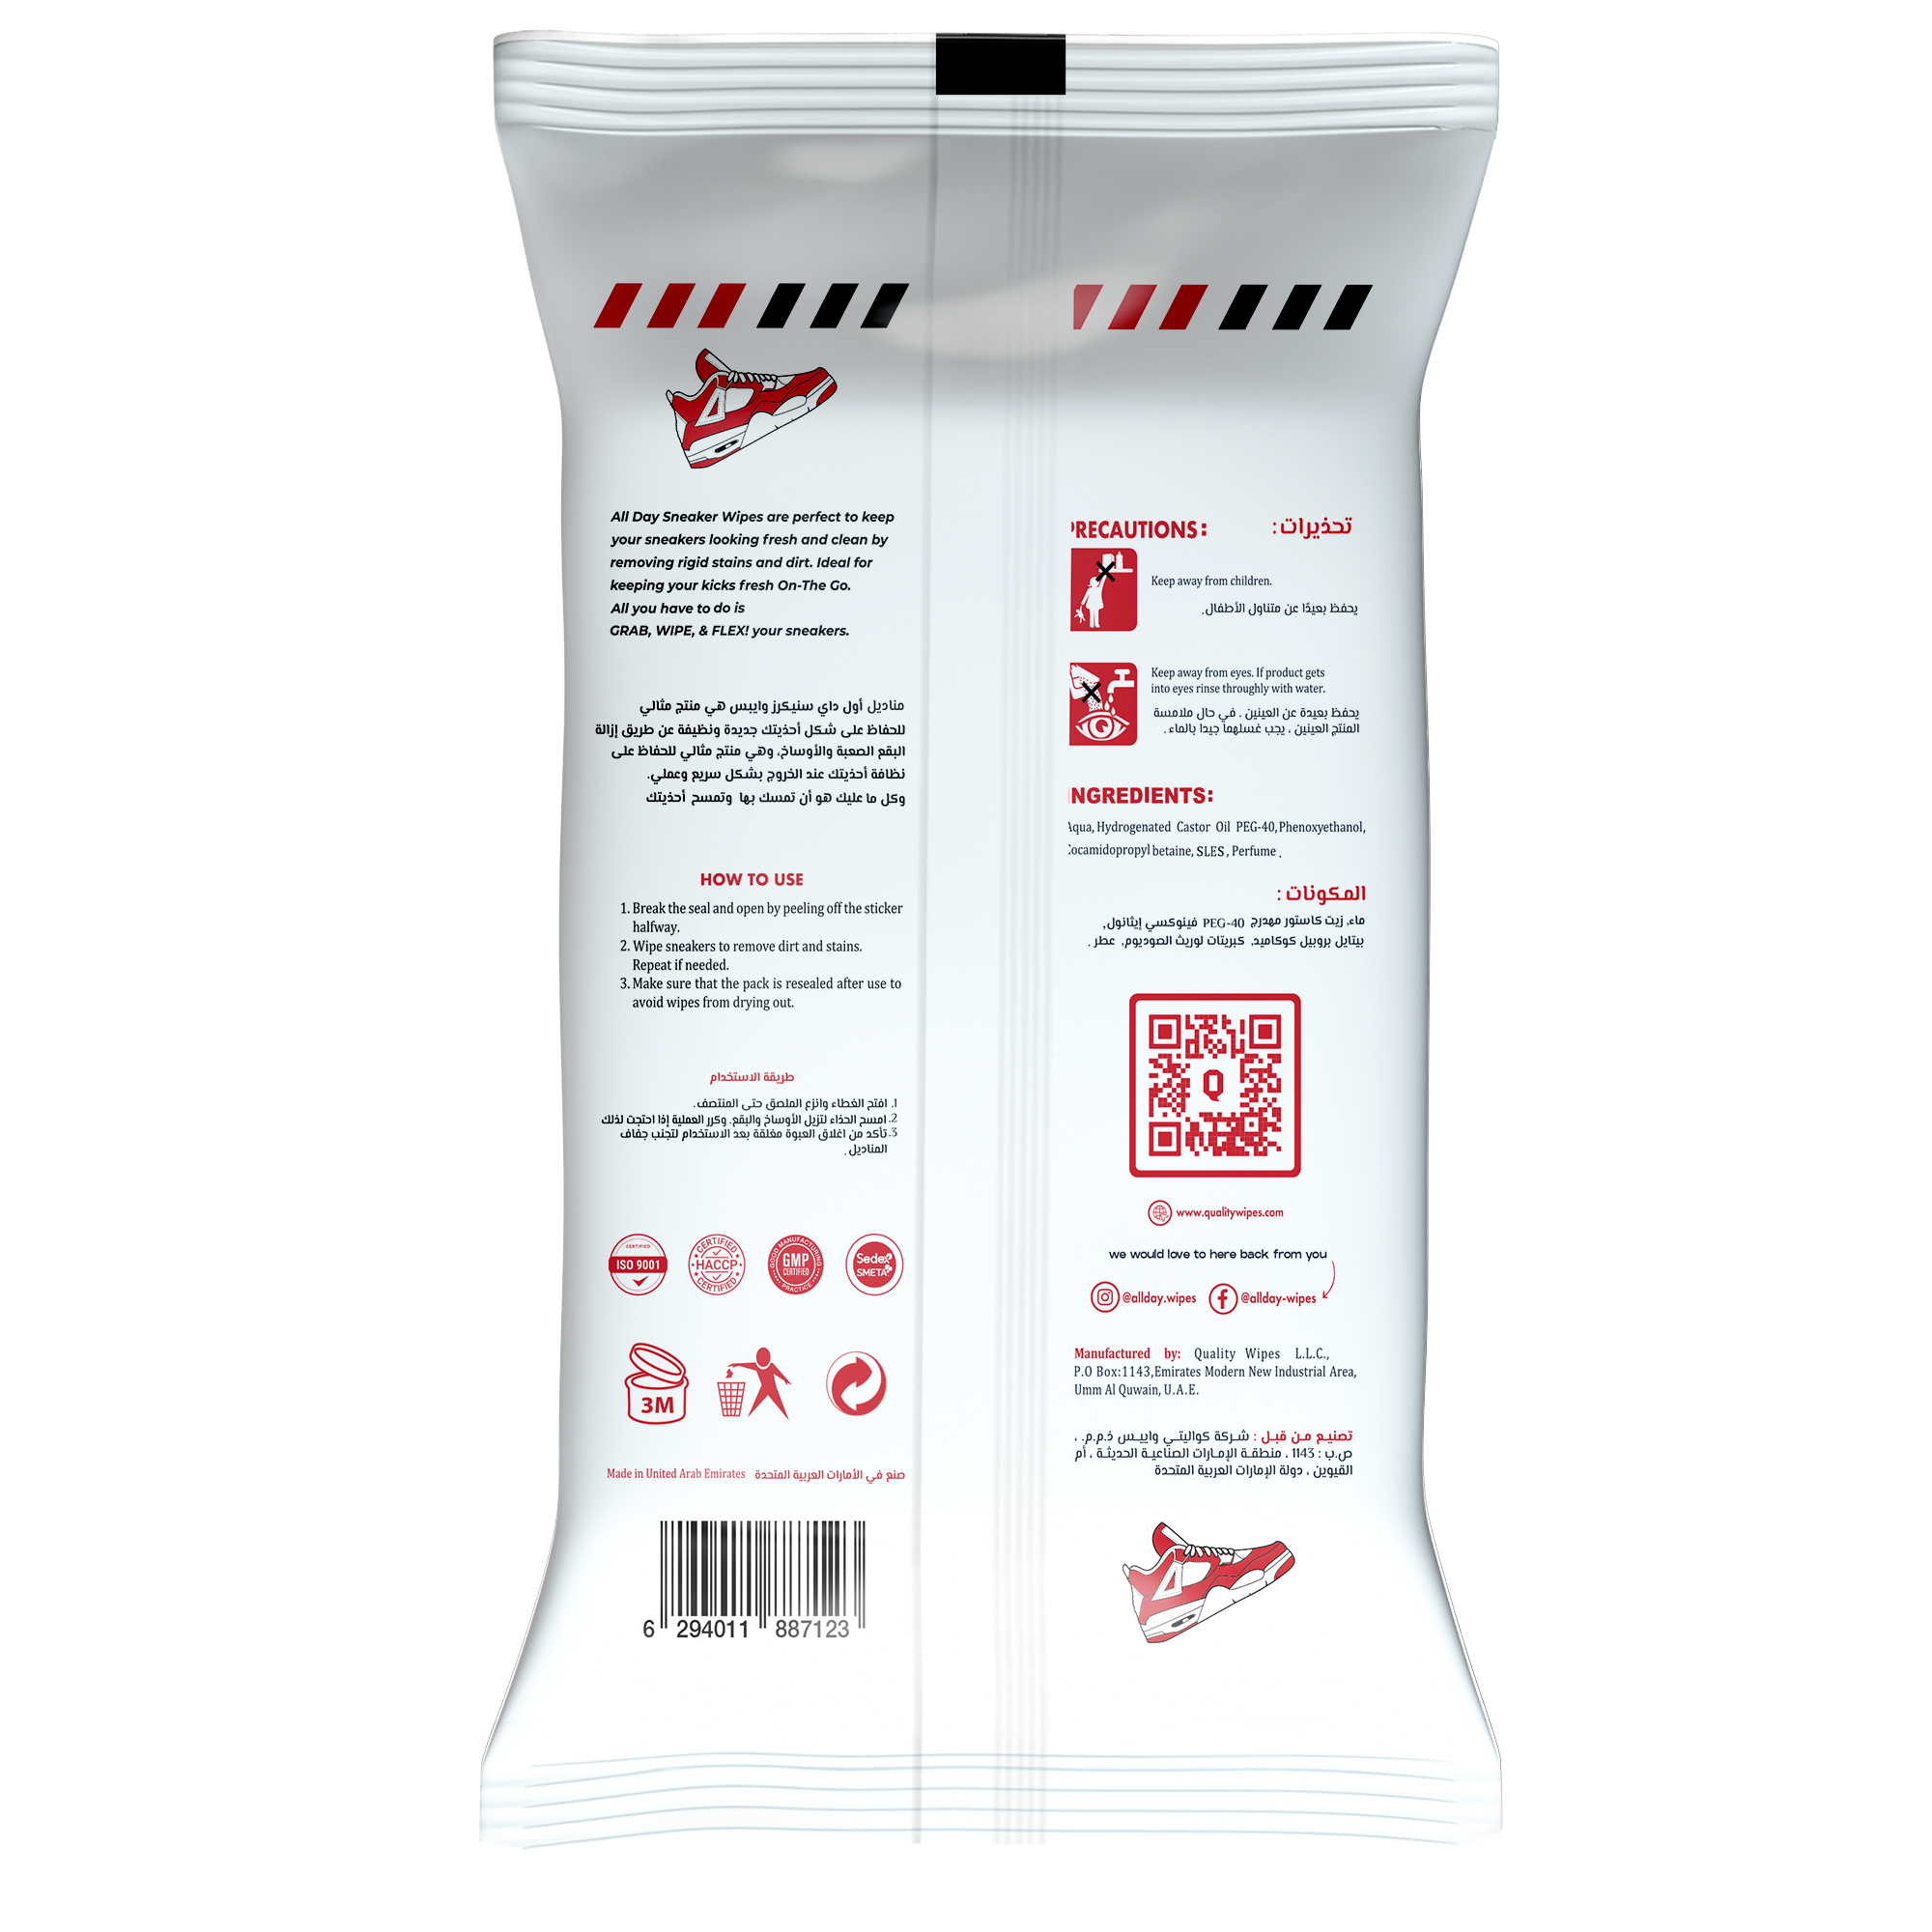 All Day Sneaker Wipes are perfect to keep
your sneakers looking fresh and clean by
removing rigid stains and dirt. Ideal for
keeping your kicks fresh On-The Go.
All you have to do is
GRAB, WIPE, & FLEX! your sneakers.
مناديل أول داي سنيكرز وايبس هي منتج مثالي
للحفاظ على شكل أحذيتك جديدة ونظيفة عن طريق إزالة
البقع الصعبة والأوساخ، وهي منتج مثالي للحفاظ على
نظافة أحذيتك عند الخروج بشكل سريع وعملي.
وكل ما عليك هو أن تمسك بها وتمسح أحذيتك
HOW TO USE
1. Break the seal and open by peeling off the sticker
halfway.
2. Wipe sneakers to remove dirt and stains.
Repeat if needed.
3. Make sure that the pack is resealed after use to
avoid wipes from drying out.
طريقة الاستخدام
1. افتح الغطاء وانزع الملصق حتى المنتصف.
2. امسح الحذاء لتزيل الأوساخ والبقع، وكرر العملية إذا احتجت لذلك
3. تأكد من اغلاق العبوة مغلقة بعد الاستخدام لتجنب جفاف
المناديل.
CERTIFIED
ISO 9001
CERTIFIED
HACCP
CERTIFIED
GOOD MANUFACTURING
GMP
CERTIFIED
PRACTICE
Sedex
SMETA
3M
Made in United Arab Emirates صنع في الأمارات العربية المتحدة
6 294011 887123
PRECAUTIONS: تحذيرات:
Keep away from children.
يحفظ بعيدًا عن متناول الأطفال.
Keep away from eyes. If product gets
into eyes rinse throughly with water.
يحفظ بعيدة عن العينين . في حال ملامسة
المنتج العينين ، يجب غسلهما جيدا بالماء .
NGREDIENTS:
Aqua, Hydrogenated Castor Oil PEG-40, Phenoxyethanol,
Cocamidopropyl betaine, SLES, Perfume .
المكونات :
ماء, زيت كاستور مهدرج PEG-40 فينوكسي إيثانول,
بيتايل بروبيل كوكاميد, كبريتات لوريث الصوديوم, عطر .
Q
www.qualitywipes.com
we would love to here back from you
@allday.wipes @allday-wipes
Manufactured by: Quality Wipes L.L.C.,
P.O Box:1143,Emirates Modern New Industrial Area,
Umm Al Quwain, U.A.E.
تصنيع من قبل : شركة كواليتي وايبس ذ.م.م. ،
ص.ب : 1143 ، منطقة الإمارات الصناعية الحديثة ، أم
القيوين ، دولة الإمارات العربية المتحدة